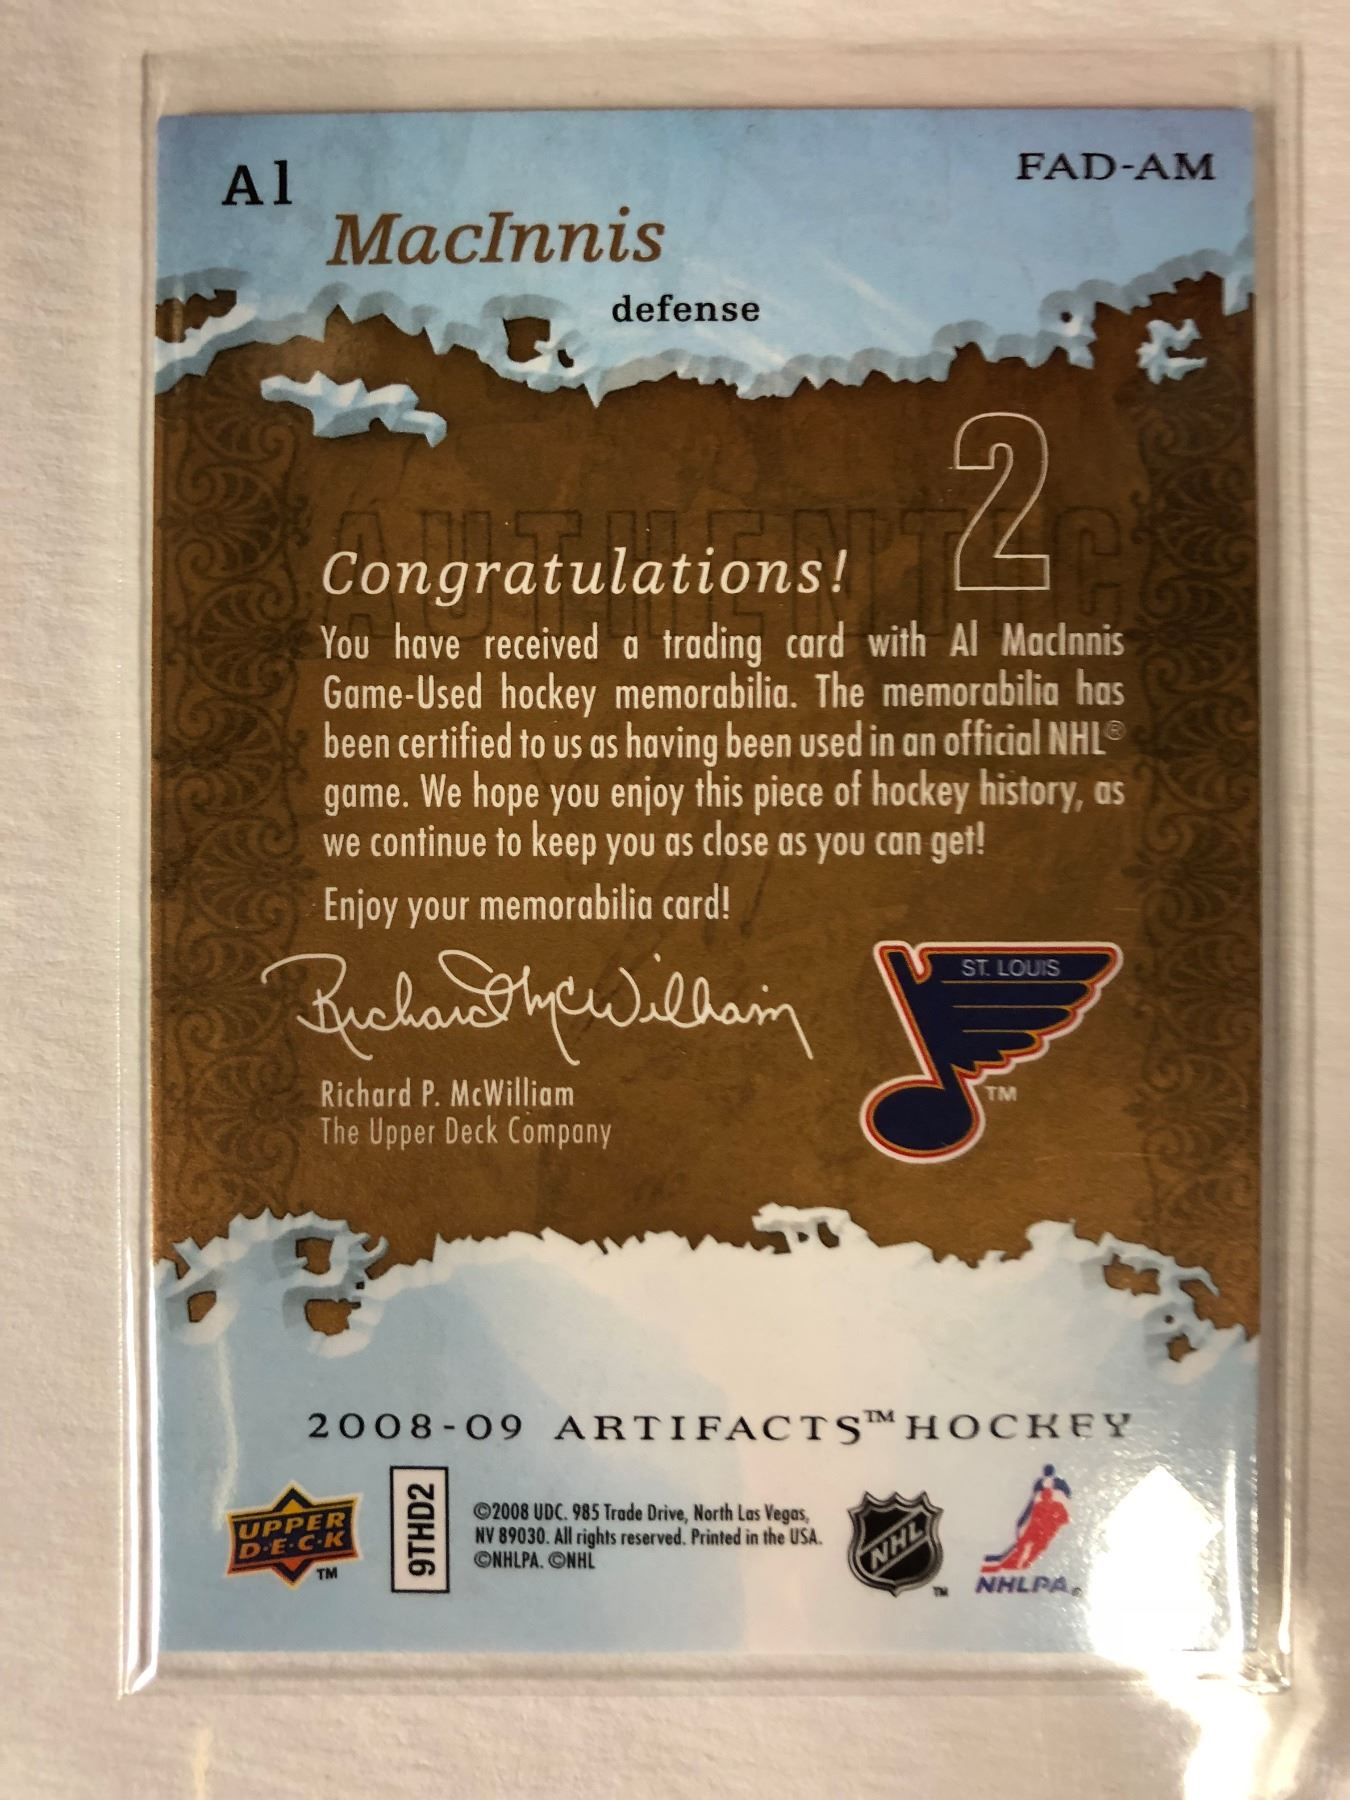 Al
FAD-AM
MacInnis
defense
2
AUTHENTIC
Congratulations!
You have received a trading card with Al MacInnis
Game-Used hockey memorabilia. The memorabilia has
been certified to us as having been used in an official NHL®
game. We hope you enjoy this piece of hockey history, as
we continue to keep you as close as you can get!
Enjoy your memorabilia card!
Richard McWilliam
ST. LOUIS
TM
Richard P. McWilliam
The Upper Deck Company
2008-09 ARTIFACTS™ HOCKEY
UPPER
D·E·C·K
TM
9THD2
©2008 UDC. 985 Trade Drive, North Las Vegas,
NV 89030. All rights reserved. Printed in the USA.
©NHLPA. ©NHL
NHL
TM
NHLPA®